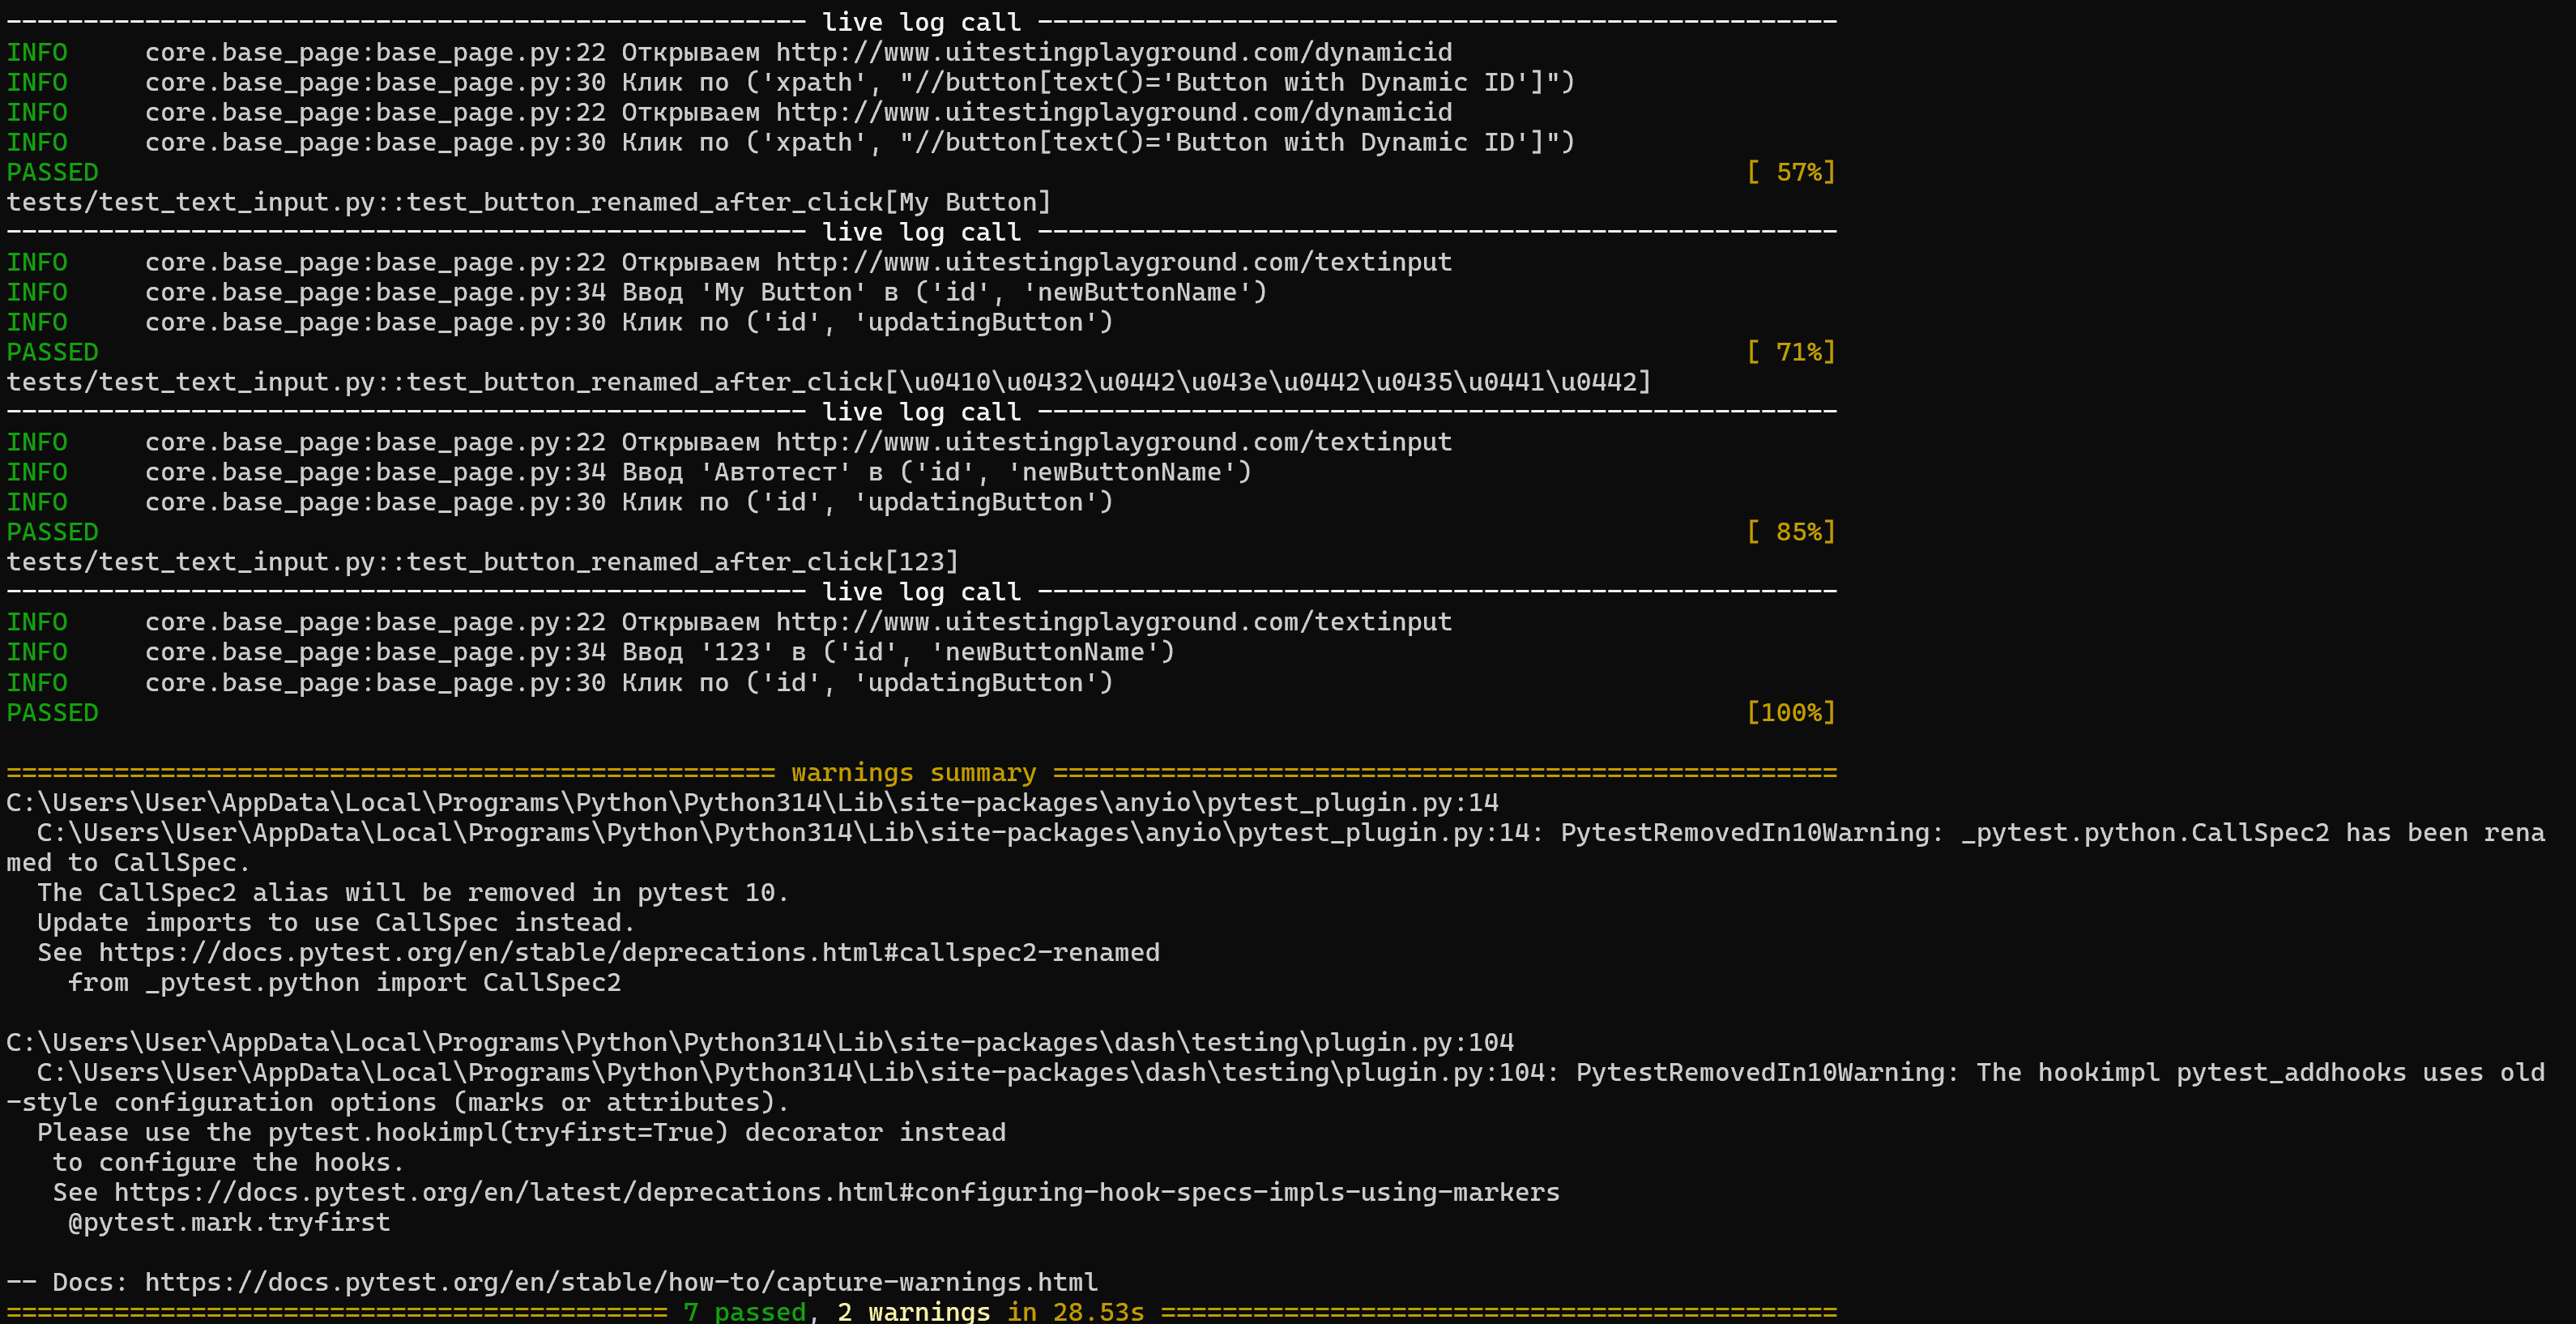 ---------------------------------------------------- live log call ----------------------------------------------------
INFO     core.base_page:base_page.py:22 Открываем http://www.uitestingplayground.com/dynamicid
INFO     core.base_page:base_page.py:30 Клик по ('xpath', "//button[text()='Button with Dynamic ID']")
INFO     core.base_page:base_page.py:22 Открываем http://www.uitestingplayground.com/dynamicid
INFO     core.base_page:base_page.py:30 Клик по ('xpath', "//button[text()='Button with Dynamic ID']")
PASSED                                                                                                           [ 57%]
tests/test_text_input.py::test_button_renamed_after_click[My Button]
---------------------------------------------------- live log call ----------------------------------------------------
INFO     core.base_page:base_page.py:22 Открываем http://www.uitestingplayground.com/textinput
INFO     core.base_page:base_page.py:34 Ввод 'My Button' в ('id', 'newButtonName')
INFO     core.base_page:base_page.py:30 Клик по ('id', 'updatingButton')
PASSED                                                                                                           [ 71%]
tests/test_text_input.py::test_button_renamed_after_click[\u0410\u0432\u0442\u043e\u0442\u0435\u0441\u0442]
---------------------------------------------------- live log call ----------------------------------------------------
INFO     core.base_page:base_page.py:22 Открываем http://www.uitestingplayground.com/textinput
INFO     core.base_page:base_page.py:34 Ввод 'Автотест' в ('id', 'newButtonName')
INFO     core.base_page:base_page.py:30 Клик по ('id', 'updatingButton')
PASSED                                                                                                           [ 85%]
tests/test_text_input.py::test_button_renamed_after_click[123]
---------------------------------------------------- live log call ----------------------------------------------------
INFO     core.base_page:base_page.py:22 Открываем http://www.uitestingplayground.com/textinput
INFO     core.base_page:base_page.py:34 Ввод '123' в ('id', 'newButtonName')
INFO     core.base_page:base_page.py:30 Клик по ('id', 'updatingButton')
PASSED                                                                                                           [100%]
================================================== warnings summary ===================================================
C:\Users\User\AppData\Local\Programs\Python\Python314\Lib\site-packages\anyio\pytest_plugin.py:14
  C:\Users\User\AppData\Local\Programs\Python\Python314\Lib\site-packages\anyio\pytest_plugin.py:14: PytestRemovedIn10Warning: _pytest.python.CallSpec2 has been rena
med to CallSpec.
  The CallSpec2 alias will be removed in pytest 10.
  Update imports to use CallSpec instead.
  See https://docs.pytest.org/en/stable/deprecations.html#callspec2-renamed
    from _pytest.python import CallSpec2
C:\Users\User\AppData\Local\Programs\Python\Python314\Lib\site-packages\dash\testing\plugin.py:104
  C:\Users\User\AppData\Local\Programs\Python\Python314\Lib\site-packages\dash\testing\plugin.py:104: PytestRemovedIn10Warning: The hookimpl pytest_addhooks uses old
-style configuration options (marks or attributes).
  Please use the pytest.hookimpl(tryfirst=True) decorator instead
   to configure the hooks.
   See https://docs.pytest.org/en/latest/deprecations.html#configuring-hook-specs-impls-using-markers
    @pytest.mark.tryfirst
-- Docs: https://docs.pytest.org/en/stable/how-to/capture-warnings.html
=========================================== 7 passed, 2 warnings in 28.53s ============================================